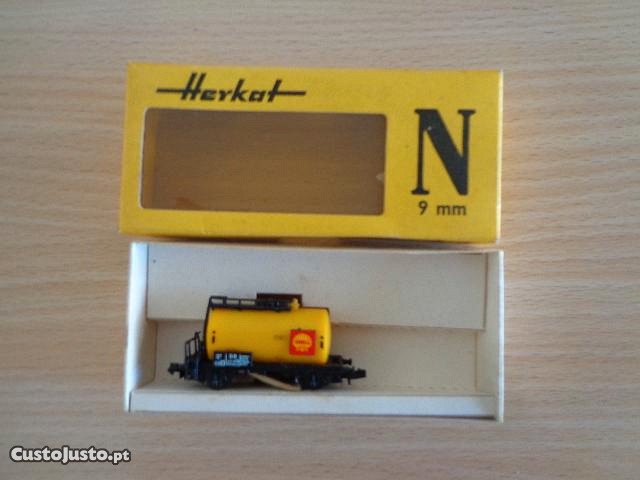 Herkat
N
9 mm
SHELL
CustoJusto.pt